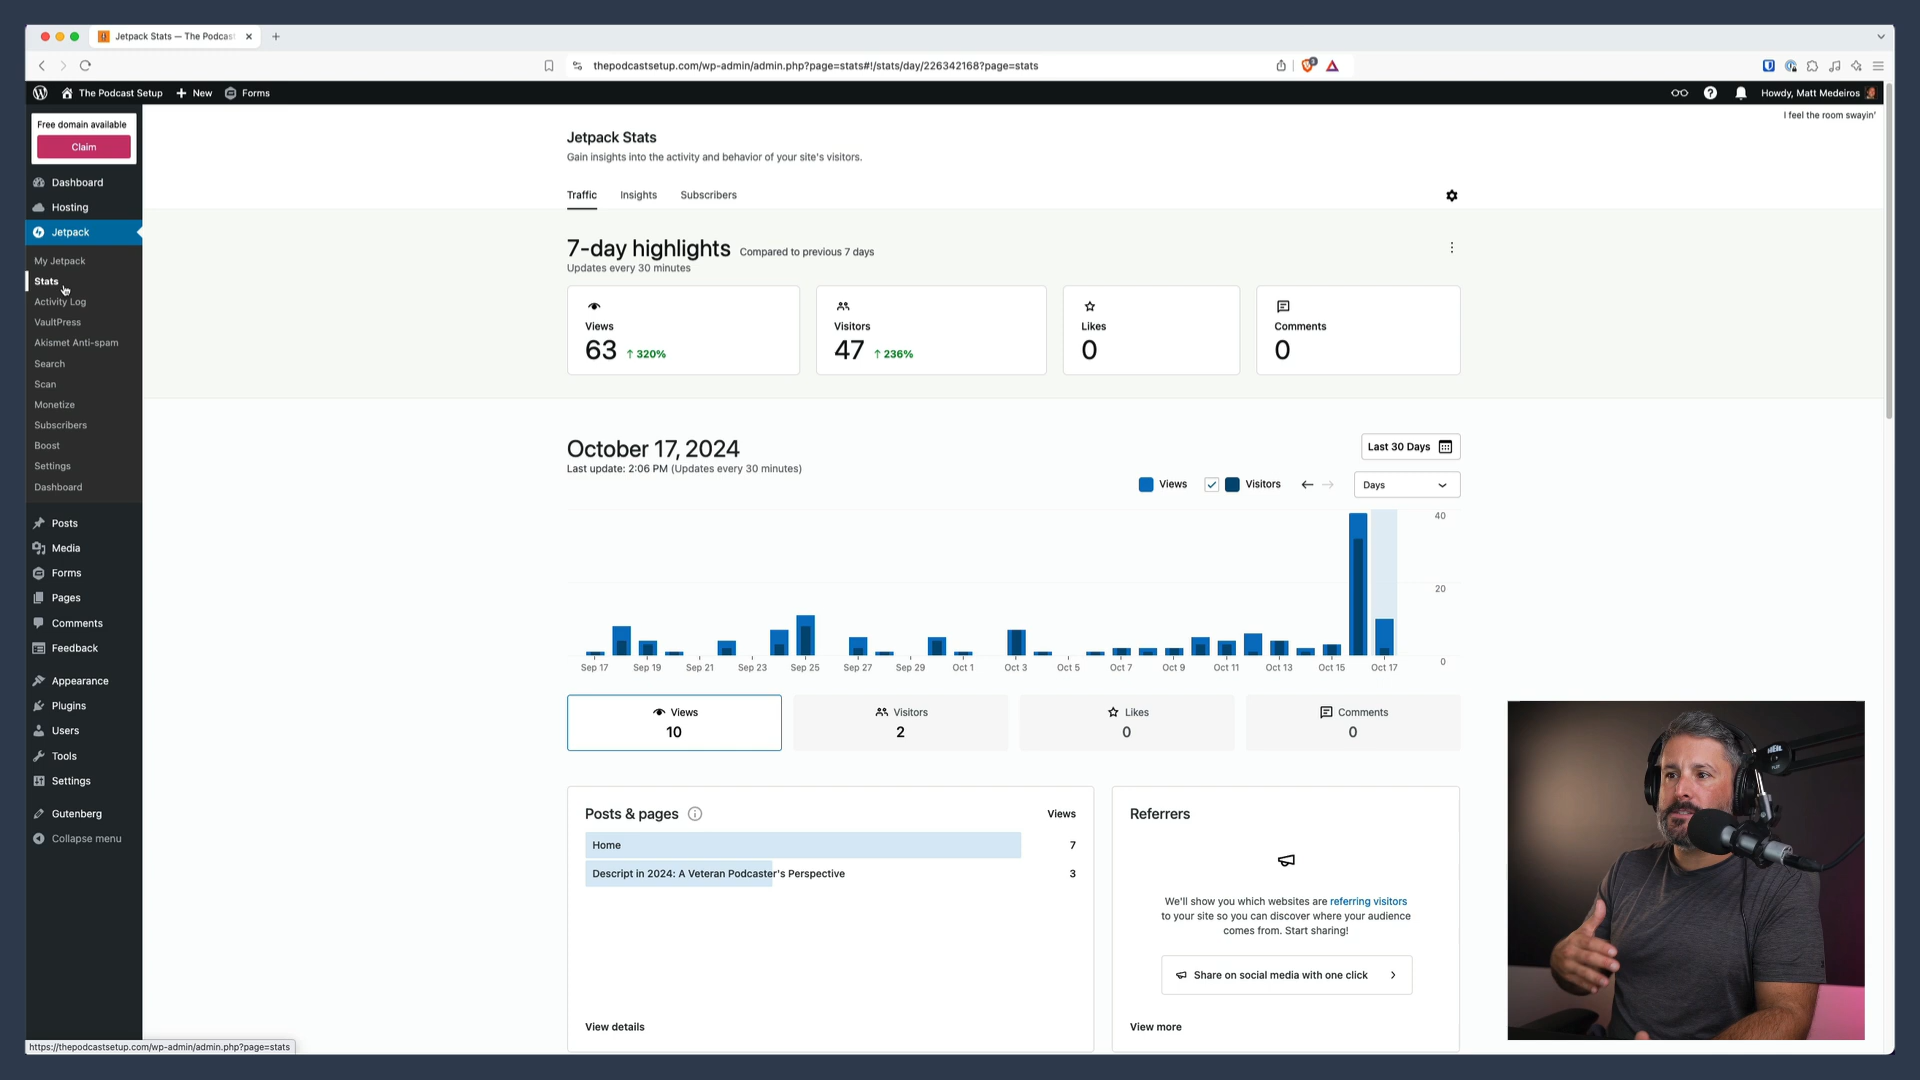 Jetpack Stats — The Podcast
thepodcastsetup.com/wp-admin/admin.php?page=stats#!/stats/day/226342168?page=stats
The Podcast Setup
New
Forms
Howdy, Matt Medeiros
I feel the room swayin'
Free domain available
Claim
Dashboard
Hosting
Jetpack
My Jetpack
Stats
Activity Log
VaultPress
Akismet Anti-spam
Search
Scan
Monetize
Subscribers
Boost
Settings
Dashboard
Posts
Media
Forms
Pages
Comments
Feedback
Appearance
Plugins
Users
Tools
Settings
Gutenberg
Collapse menu
https://thepodcastsetup.com/wp-admin/admin.php?page=stats
Jetpack Stats
Gain insights into the activity and behavior of your site's visitors.
Traffic
Insights
Subscribers
7-day highlights Compared to previous 7 days
Updates every 30 minutes
Views
63 ↑ 320%
Visitors
47 ↑ 236%
Likes
0
Comments
0
October 17, 2024
Last update: 2:06 PM (Updates every 30 minutes)
Last 30 Days
Views
Visitors
Days
40
20
0
Sep 17 Sep 19 Sep 21 Sep 23 Sep 25 Sep 27 Sep 29 Oct 1 Oct 3 Oct 5 Oct 7 Oct 9 Oct 11 Oct 13 Oct 15 Oct 17
Views
10
Visitors
2
Likes
0
Comments
0
Posts & pages Views
Home 7
Descript in 2024: A Veteran Podcaster's Perspective 3
View details
Referrers
We'll show you which websites are referring visitors
to your site so you can discover where your audience
comes from. Start sharing!
Share on social media with one click
View more